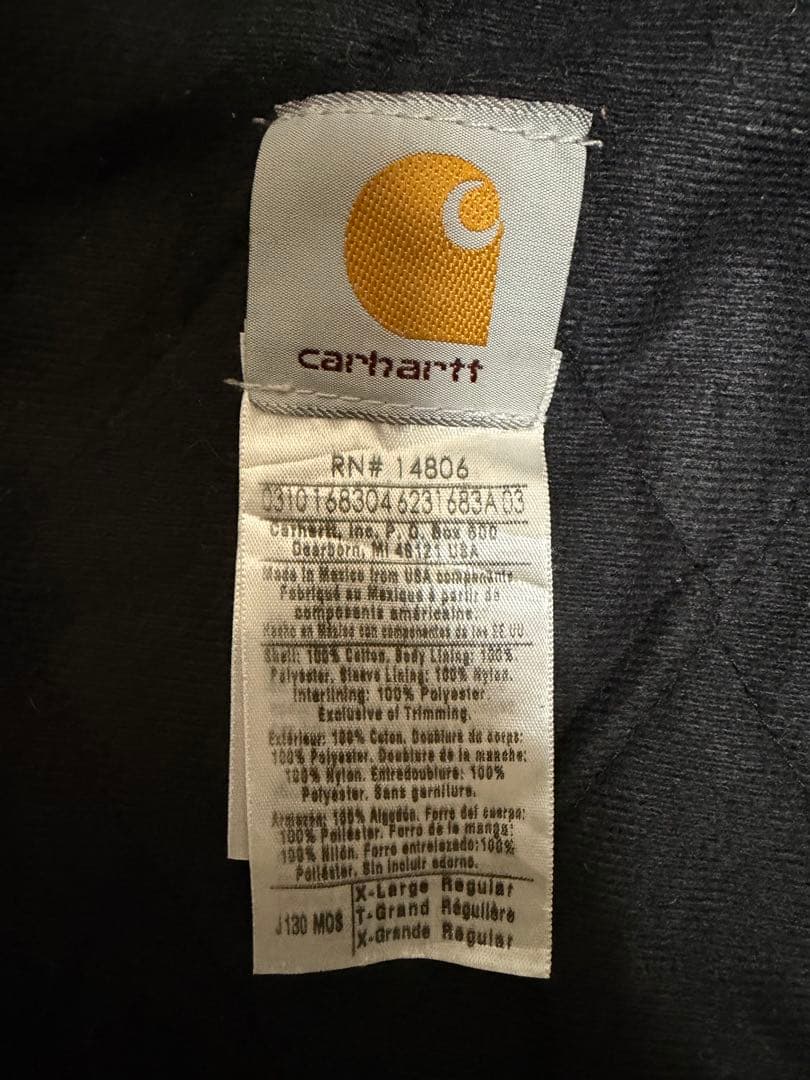 carhartt
RN# 14806
0310168304 6231683A 03
Carhartt, Inc. P. O. Box 600
Dearborn, MI 48121 USA
Made in Mexico from USA components
Fabriqué au Mexique à partir de
composants américains.
Hecho en México con componentes de los EE.UU.
Shell: 100% Cotton. Body Lining: 100%
Polyester. Sleeve Lining: 100% Nylon.
Interlining: 100% Polyester.
Exclusive of Trimming.
Extérieur: 100% Coton. Doublure du corps:
100% Polyester. Doublure de la manche:
100% Nylon. Entredoublure: 100%
Polyester. Sans garniture.
Armazón: 100% Algodón. Forro del cuerpo:
100% Poliéster. Forro de la manga:
100% Nilón. Forro entrelazado:100%
Poliéster. Sin incluir adorno.
J130 MOS
X-Large Regular
T-Grand Régulière
X-Grande Regular